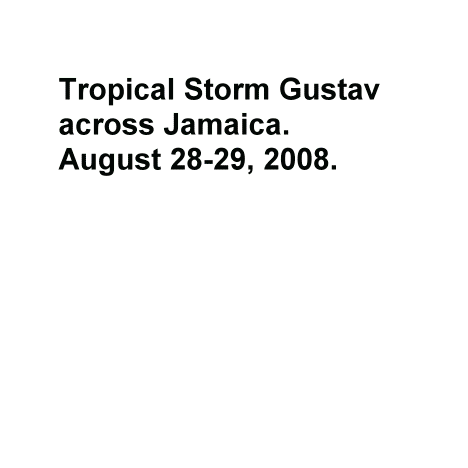 Tropical Storm Gustav
across Jamaica.
August 28-29, 2008.